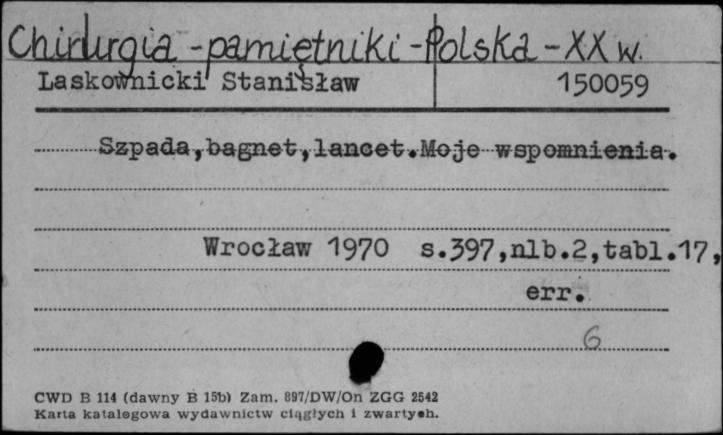 Chirurgia - pamiętniki - Polska - XX w.
Laskownicki Stanisław 150059
Szpada,bagnet,lancet.Moje wspomnienia.
Wrocław 1970 s.397,nlb.2,tabl.17,
err.
6
CWD B 114 (dawny B 15b) Zam. 897/DW/On ZGG 2542
Karta katalogowa wydawnictw ciągłych i zwartych.